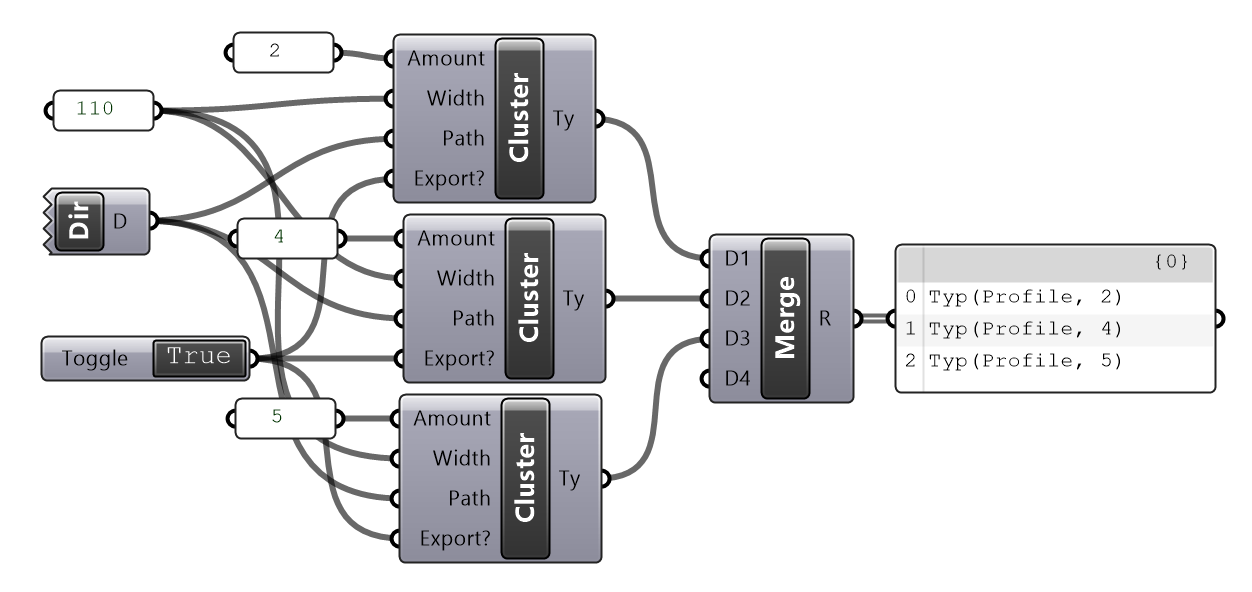 2
Amount
Width
Path
Export?
Cluster
Ty
110
Dir
D
4
Amount
Width
Path
Export?
Cluster
Ty
Toggle
True
5
Amount
Width
Path
Export?
Cluster
Ty
D1
D2
D3
D4
Merge
R
{0}
0 Typ(Profile, 2)
1 Typ(Profile, 4)
2 Typ(Profile, 5)